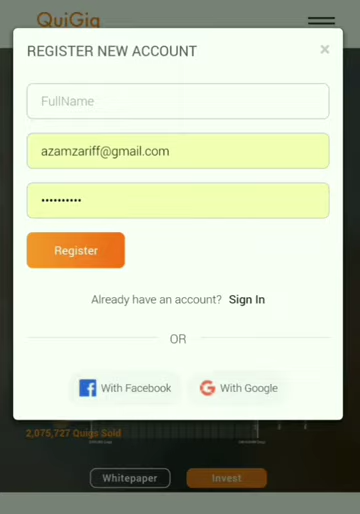 QuiGig
REGISTER NEW ACCOUNT
×
FullName
azamzariff@gmail.com
••••••••••
Register
Already have an account? Sign In
OR
With Facebook
With Google
2,075,727 Quigs Sold
Whitepaper
Invest